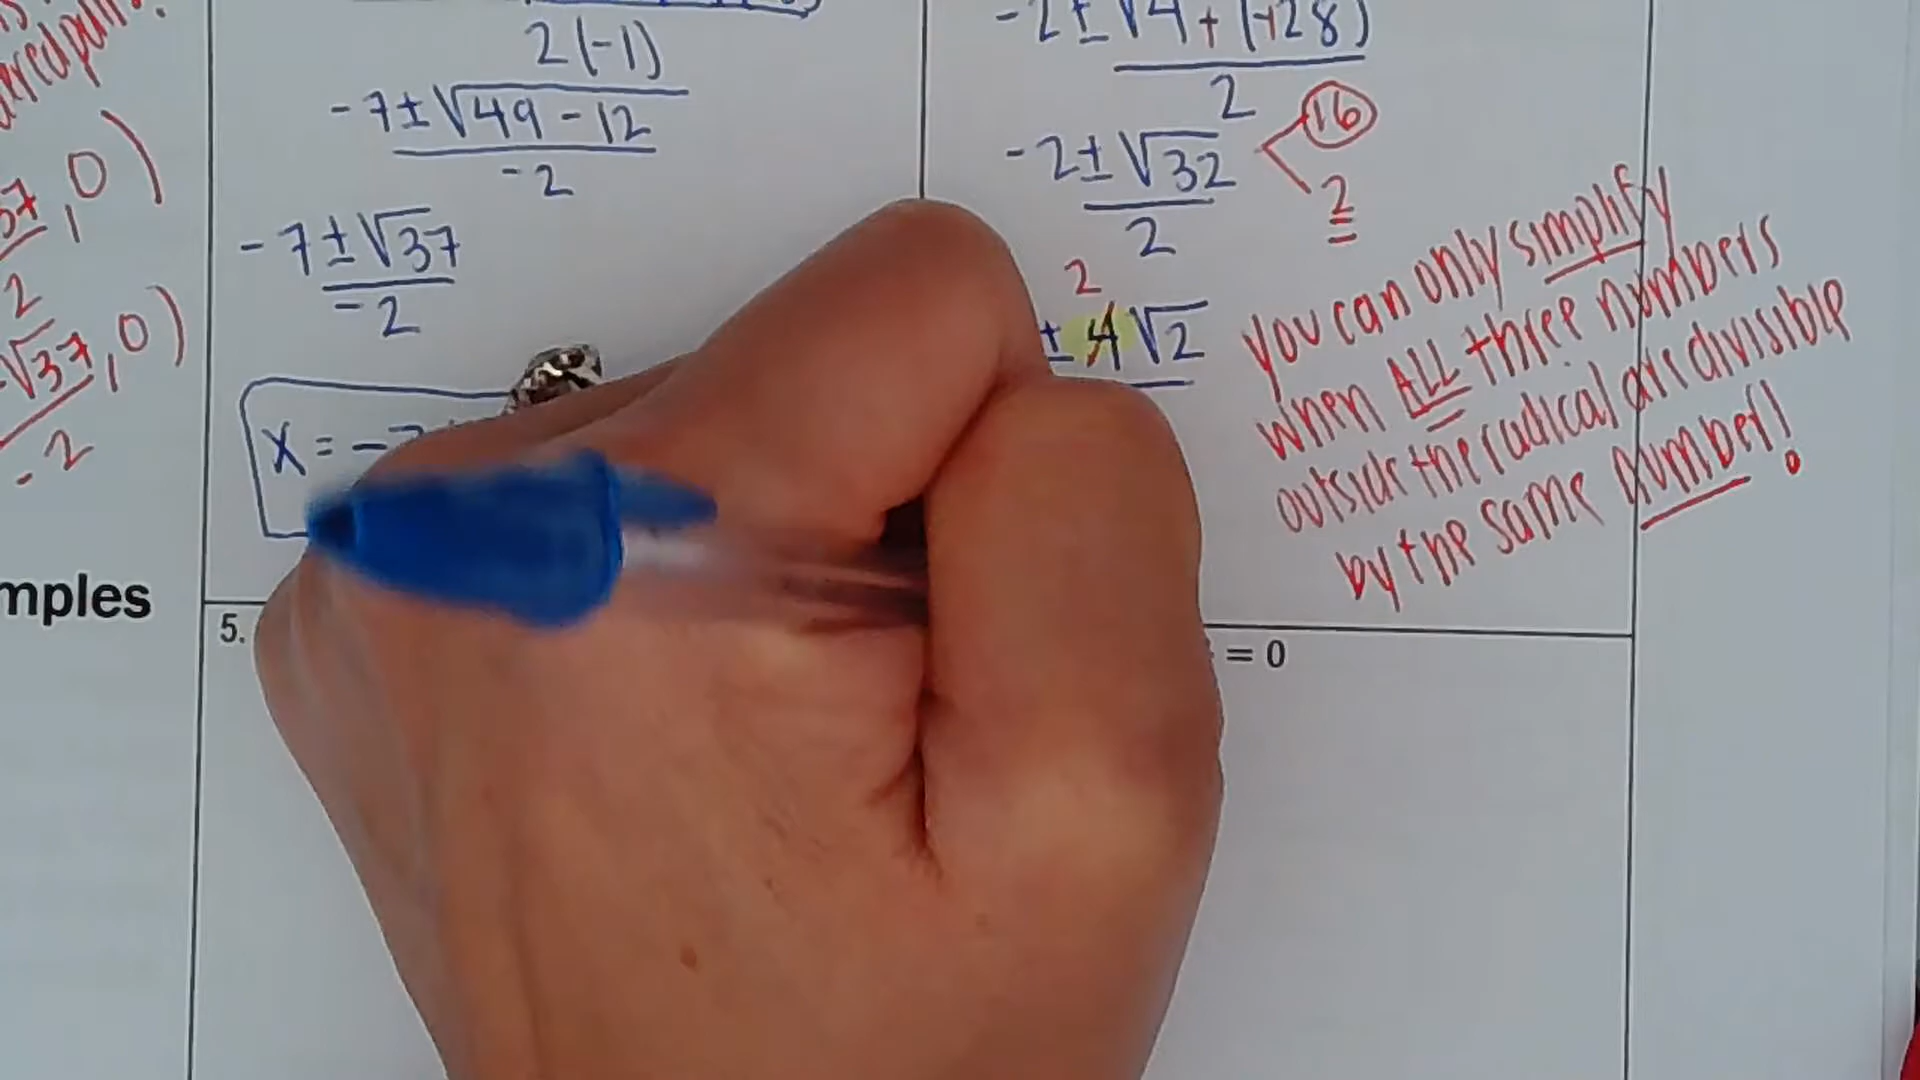 , 0 )
37
2
√37, 0 )
-2
mples
2(-1)
-7±√49 - 12
-2
-7±√37
-2
X = -7
5.
-2±√4 + (+28)
2
-2±√32
2
16
2
2
± 4√2
you can only simplify
when ALL three numbers
outside the radical are divisible
by the same number!
= 0